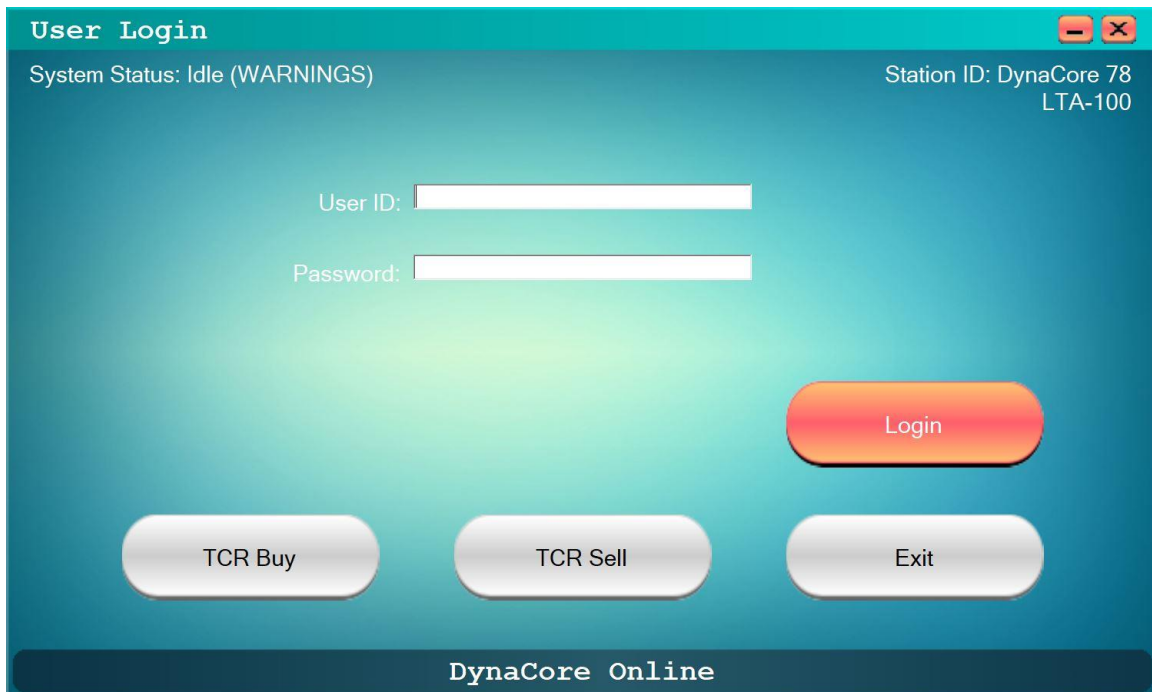 User Login
System Status: Idle (WARNINGS)
Station ID: DynaCore 78
LTA-100
User ID:
Password:
Login
TCR Buy
TCR Sell
Exit
DynaCore Online